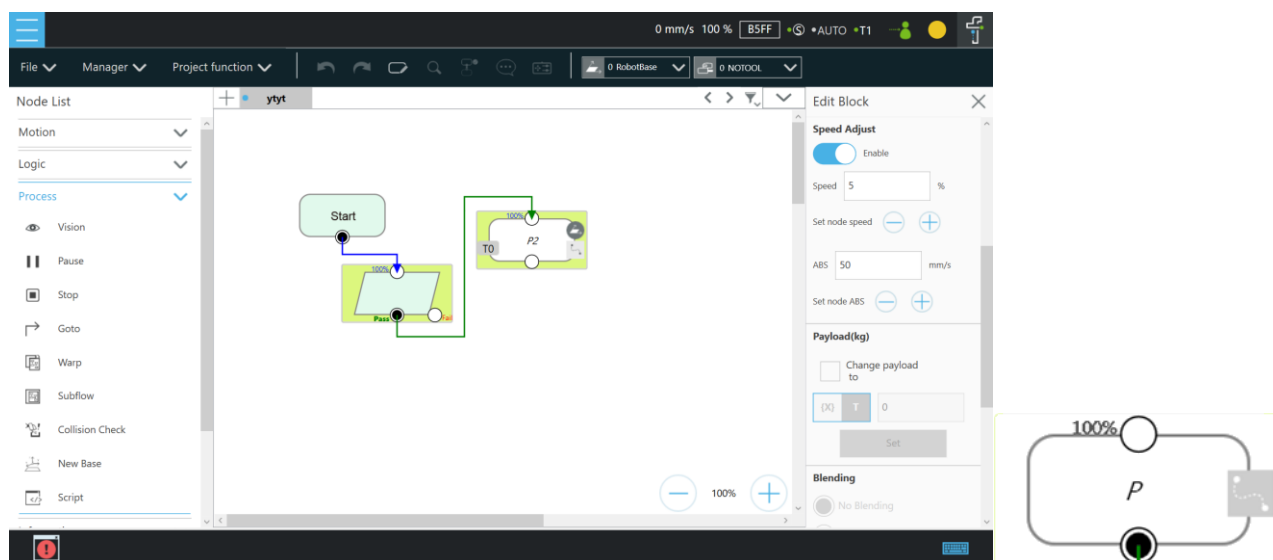 0 mm/s 100 % B5FF S AUTO T1
File Manager Project function 0 RobotBase 0 NOTOOL
Node List
Motion
Logic
Process
Vision
Pause
Stop
Goto
Warp
Subflow
Collision Check
New Base
Script
ytyt
Start
100%
Pass Fail
100%
T0 P2
100%
Edit Block
Speed Adjust
Enable
Speed 5 %
Set node speed
ABS 50 mm/s
Set node ABS
Payload(kg)
Change payload
to
{X} T 0
Set
Blending
No Blending
100%
P